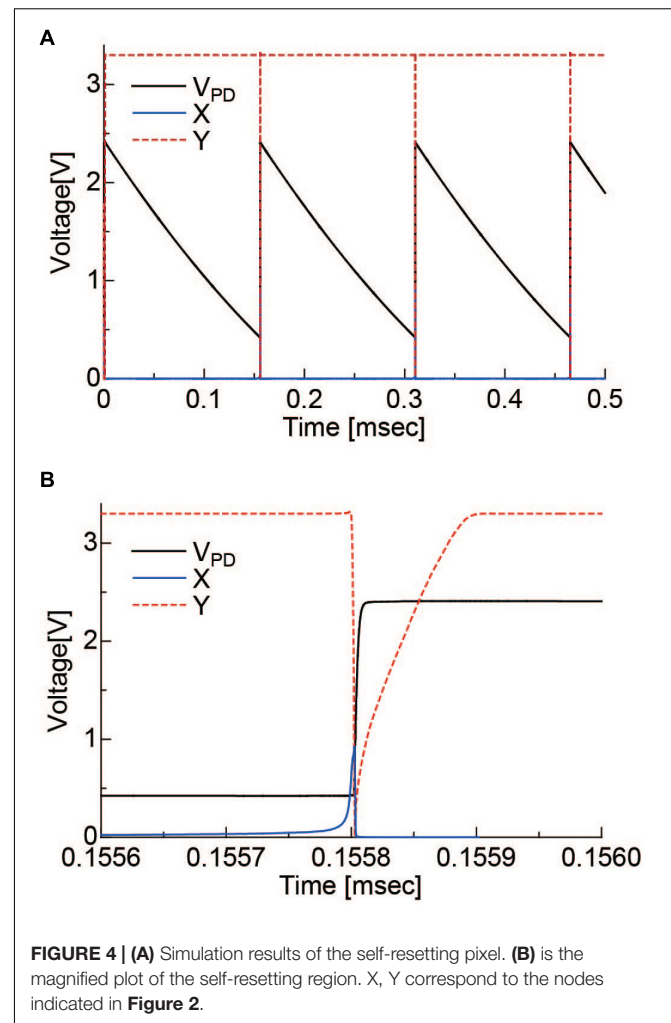 A
Voltage[V]
3
2
1
0
V_PD
X
Y
0 0.1 0.2 0.3 0.4 0.5
Time [msec]
B
Voltage[V]
3
2
1
0
V_PD
X
Y
0.1556 0.1557 0.1558 0.1559 0.1560
Time [msec]
FIGURE 4 | (A) Simulation results of the self-resetting pixel. (B) is the
magnified plot of the self-resetting region. X, Y correspond to the nodes
indicated in Figure 2.